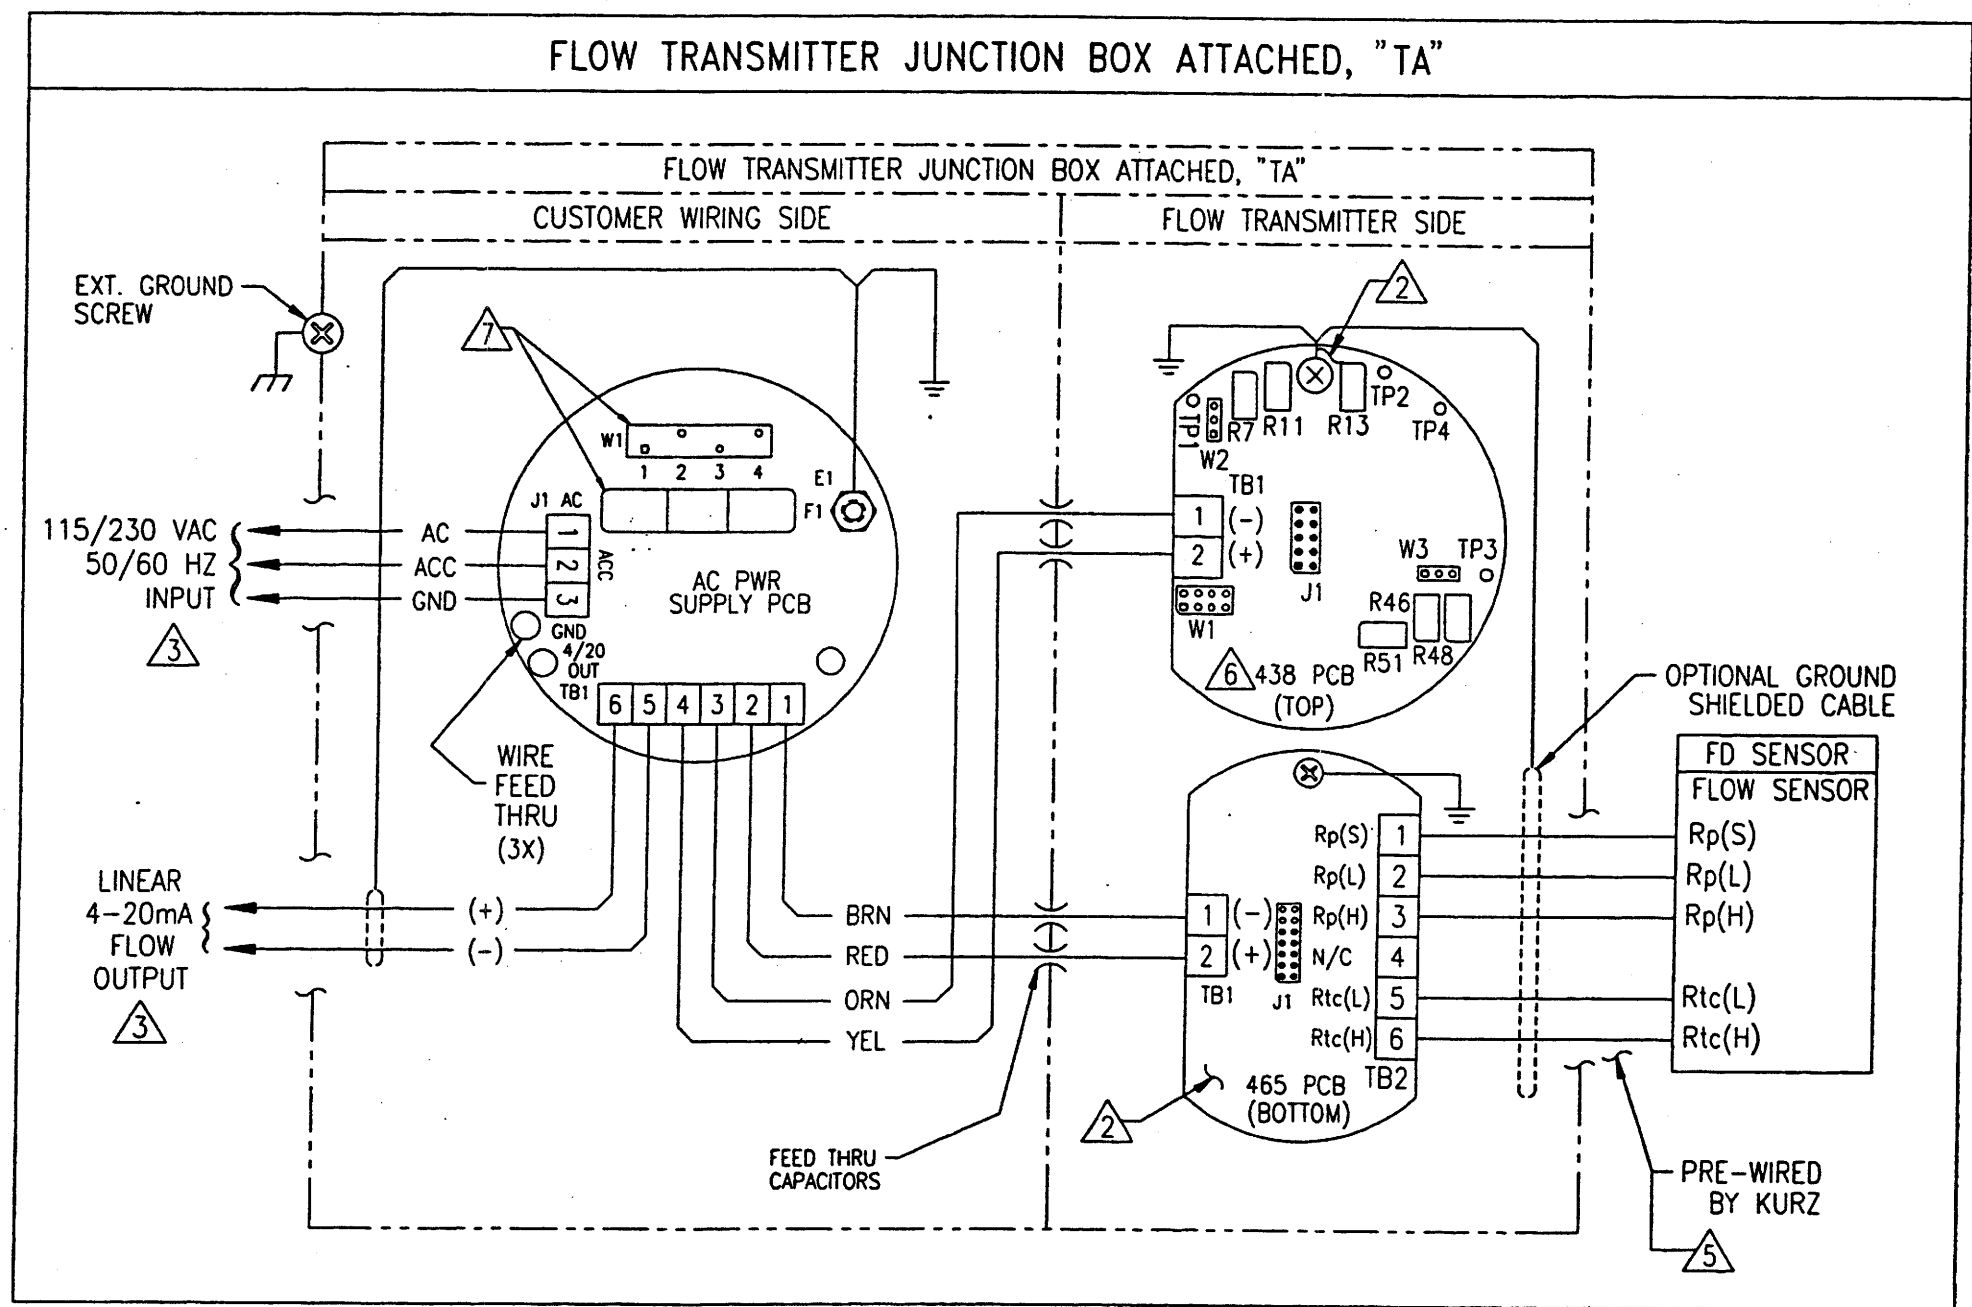 FLOW TRANSMITTER JUNCTION BOX ATTACHED, "TA"
FLOW TRANSMITTER JUNCTION BOX ATTACHED, "TA"
CUSTOMER WIRING SIDE
FLOW TRANSMITTER SIDE
EXT. GROUND
SCREW
7
2
W1
1 2 3 4
E1
F1
J1 AC
1
2
3
ACC
GND
4/20
OUT
TB1
AC PWR
SUPPLY PCB
6 5 4 3 2 1
115/230 VAC
50/60 HZ
INPUT
3
AC
ACC
GND
WIRE
FEED
THRU
(3X)
LINEAR
4-20mA
FLOW
OUTPUT
3
(+)
(-)
BRN
RED
ORN
YEL
FEED THRU
CAPACITORS
TP1
W2
R7
R11
R13
TP2
TP4
TB1
1 (-)
2 (+)
J1
W1
W3
TP3
R46
R51
R48
6
438 PCB
(TOP)
OPTIONAL GROUND
SHIELDED CABLE
FD SENSOR
FLOW SENSOR
Rp(S)
Rp(L)
Rp(H)
Rtc(L)
Rtc(H)
Rp(S) 1
Rp(L) 2
Rp(H) 3
N/C 4
Rtc(L) 5
Rtc(H) 6
TB2
1 (-)
2 (+)
TB1
J1
465 PCB
(BOTTOM)
2
PRE-WIRED
BY KURZ
5